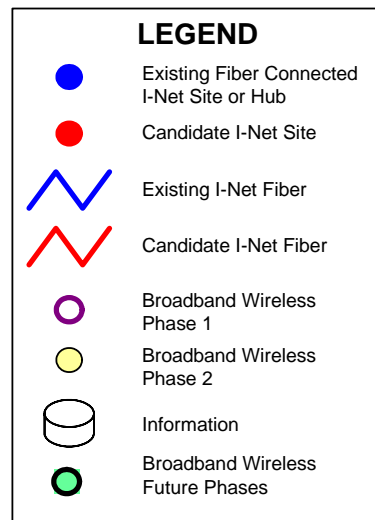 LEGEND
Existing Fiber Connected
I-Net Site or Hub
Candidate I-Net Site
Existing I-Net Fiber
Candidate I-Net Fiber
Broadband Wireless
Phase 1
Broadband Wireless
Phase 2
Information
Broadband Wireless
Future Phases